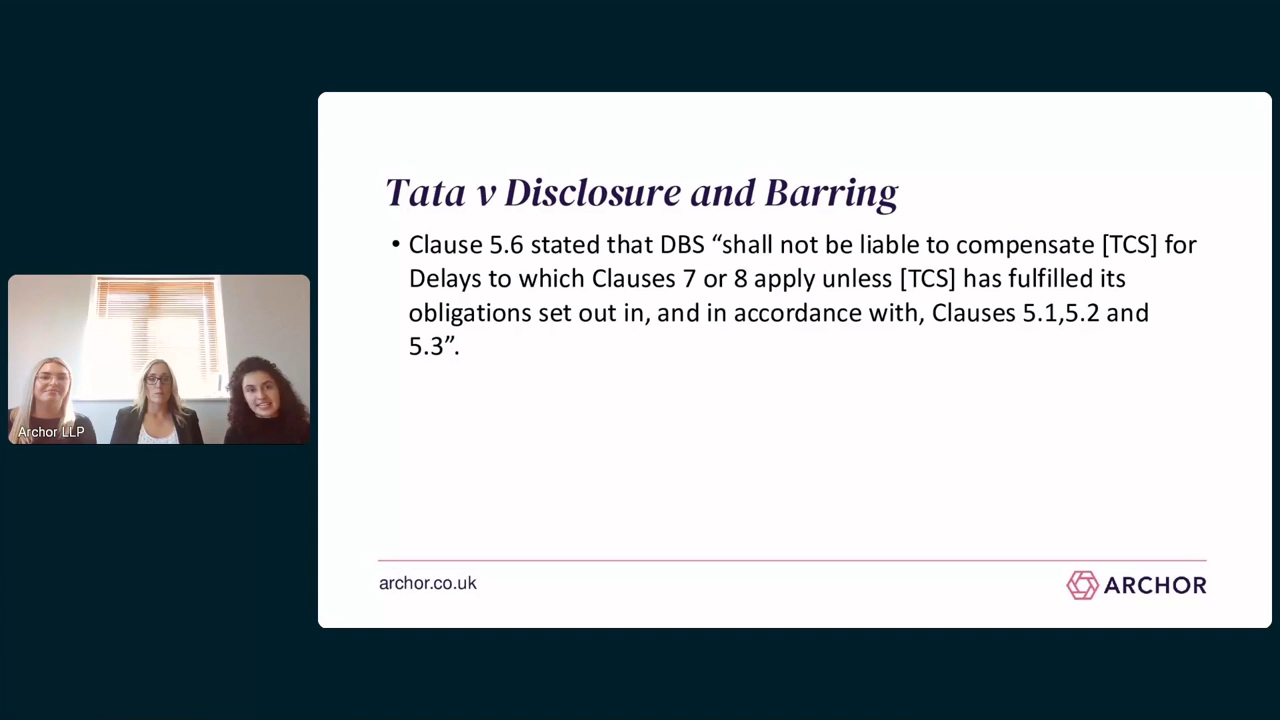 Tata v Disclosure and Barring
• Clause 5.6 stated that DBS “shall not be liable to compensate [TCS] for
Delays to which Clauses 7 or 8 apply unless [TCS] has fulfilled its
obligations set out in, and in accordance with, Clauses 5.1,5.2 and
5.3”.
Archor LLP
archor.co.uk
ARCHOR